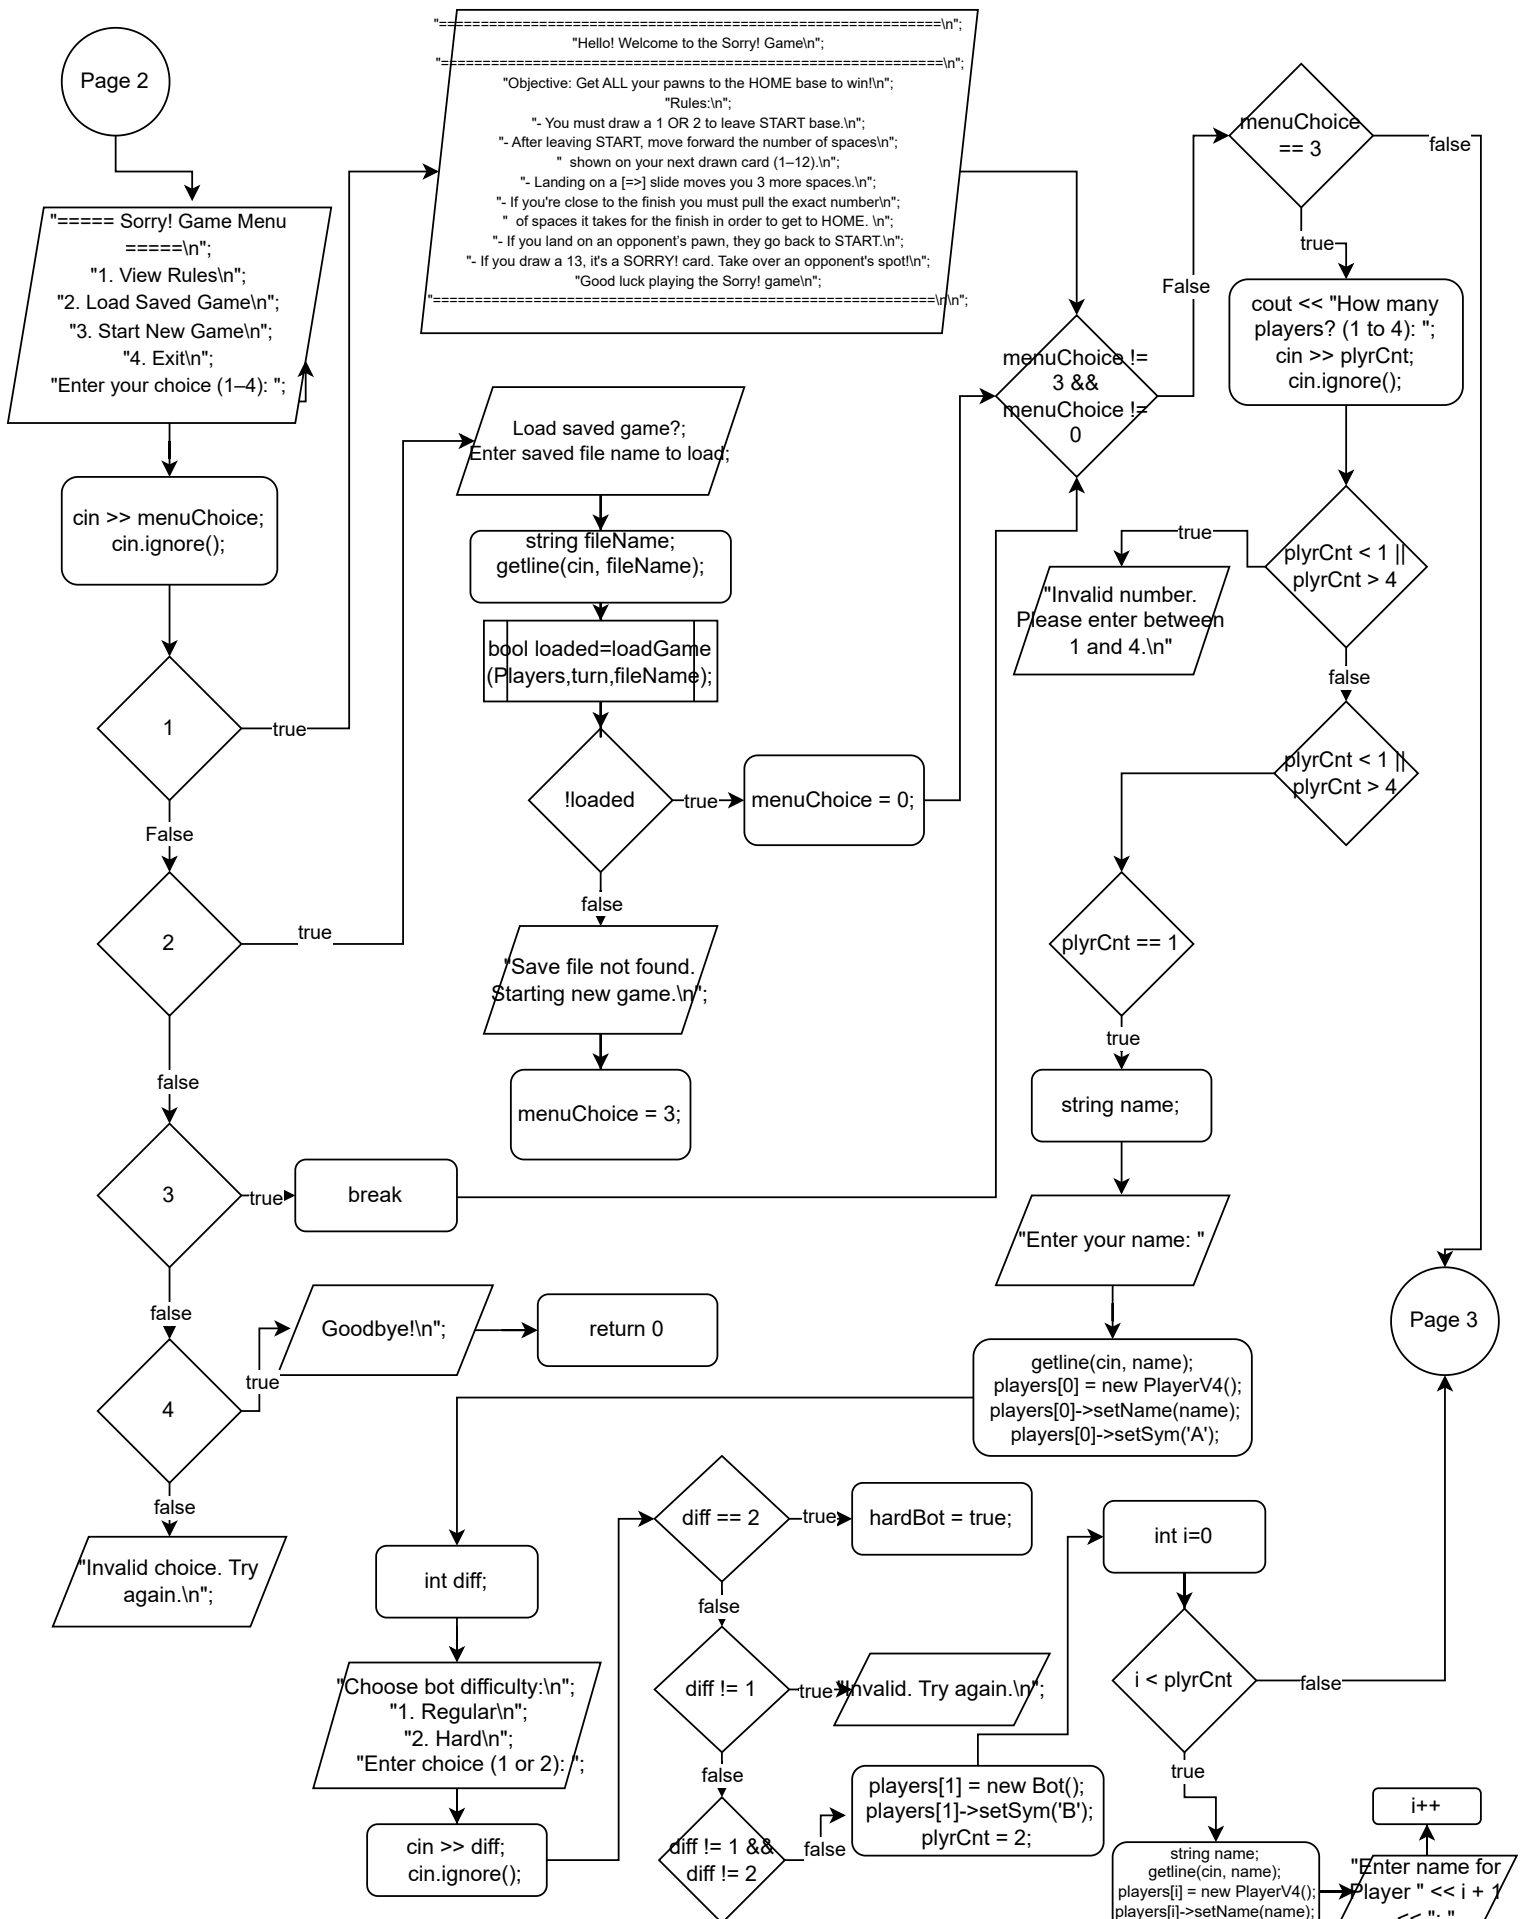 Page 2
"===== Sorry! Game Menu
=====\n";
"1. View Rules\n";
"2. Load Saved Game\n";
"3. Start New Game\n";
"4. Exit\n";
"Enter your choice (1–4): ";
cin >> menuChoice;
cin.ignore();
1
true
False
2
true
false
3
true
break
false
4
true
Goodbye!\n";
return 0
false
"Invalid choice. Try
again.\n";
"============================================================\n";
"Hello! Welcome to the Sorry! Game\n";
"============================================================\n";
"Objective: Get ALL your pawns to the HOME base to win!\n";
"Rules:\n";
"- You must draw a 1 OR 2 to leave START base.\n";
"- After leaving START, move forward the number of spaces\n";
"  shown on your next drawn card (1–12).\n";
"- Landing on a [=>] slide moves you 3 more spaces.\n";
"- If you're close to the finish you must pull the exact number\n";
"  of spaces it takes for the finish in order to get to HOME. \n";
"- If you land on an opponent’s pawn, they go back to START.\n";
"- If you draw a 13, it's a SORRY! card. Take over an opponent's spot!\n";
"Good luck playing the Sorry! game\n";
"============================================================\n\n";
Load saved game?;
Enter saved file name to load;
string fileName;
getline(cin, fileName);
bool loaded=loadGame
(Players,turn,fileName);
!loaded
true
menuChoice = 0;
false
"Save file not found.
Starting new game.\n";
menuChoice = 3;
menuChoice !=
3 &&
menuChoice !=
0
False
menuChoice
== 3
false
true
cout << "How many
players? (1 to 4): ";
cin >> plyrCnt;
cin.ignore();
plyrCnt < 1 ||
plyrCnt > 4
true
"Invalid number.
Please enter between
1 and 4.\n"
false
plyrCnt < 1 ||
plyrCnt > 4
plyrCnt == 1
true
string name;
"Enter your name: "
getline(cin, name);
players[0] = new PlayerV4();
players[0]->setName(name);
players[0]->setSym('A');
Page 3
int diff;
"Choose bot difficulty:\n";
"1. Regular\n";
"2. Hard\n";
"Enter choice (1 or 2): ";
cin >> diff;
cin.ignore();
diff == 2
true
hardBot = true;
false
diff != 1
true
"Invalid. Try again.\n";
false
diff != 1 &&
diff != 2
false
players[1] = new Bot();
players[1]->setSym('B');
plyrCnt = 2;
int i=0
i < plyrCnt
false
true
string name;
getline(cin, name);
players[i] = new PlayerV4();
players[i]->setName(name);
i++
"Enter name for
Player " << i + 1
<< ": "